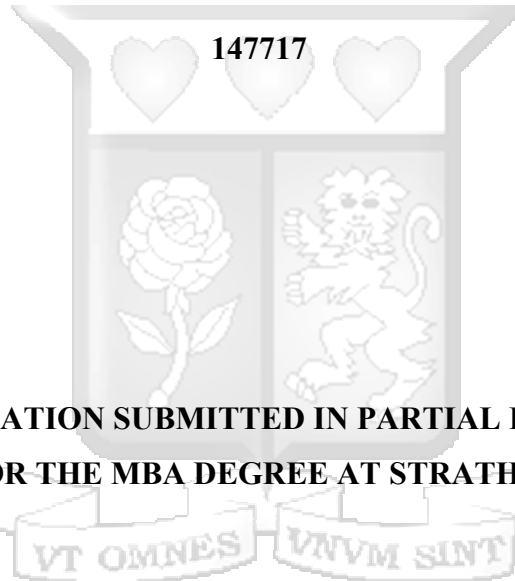 147717
ATION SUBMITTED IN PARTIAL
OR THE MBA DEGREE AT STRATH
VT OMNES VNVM SINT